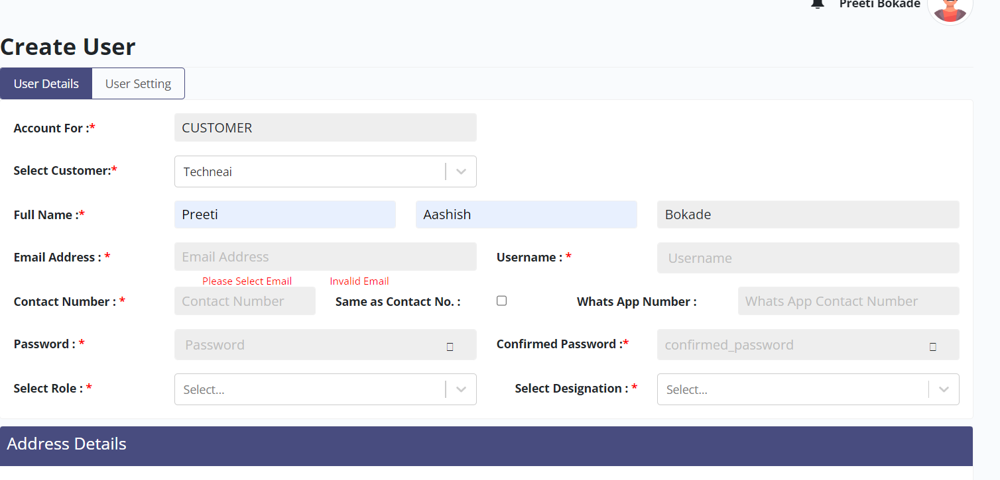 Preeti Bokade
Create User
User Details User Setting
Account For :* CUSTOMER
Select Customer:* Techneai
Full Name :* Preeti Aashish Bokade
Email Address : * Email Address Username : * Username
Please Select Email Invalid Email
Contact Number : * Contact Number Same as Contact No. : Whats App Number : Whats App Contact Number
Password : * Password Confirmed Password :* confirmed_password
Select Role : * Select... Select Designation : * Select...
Address Details